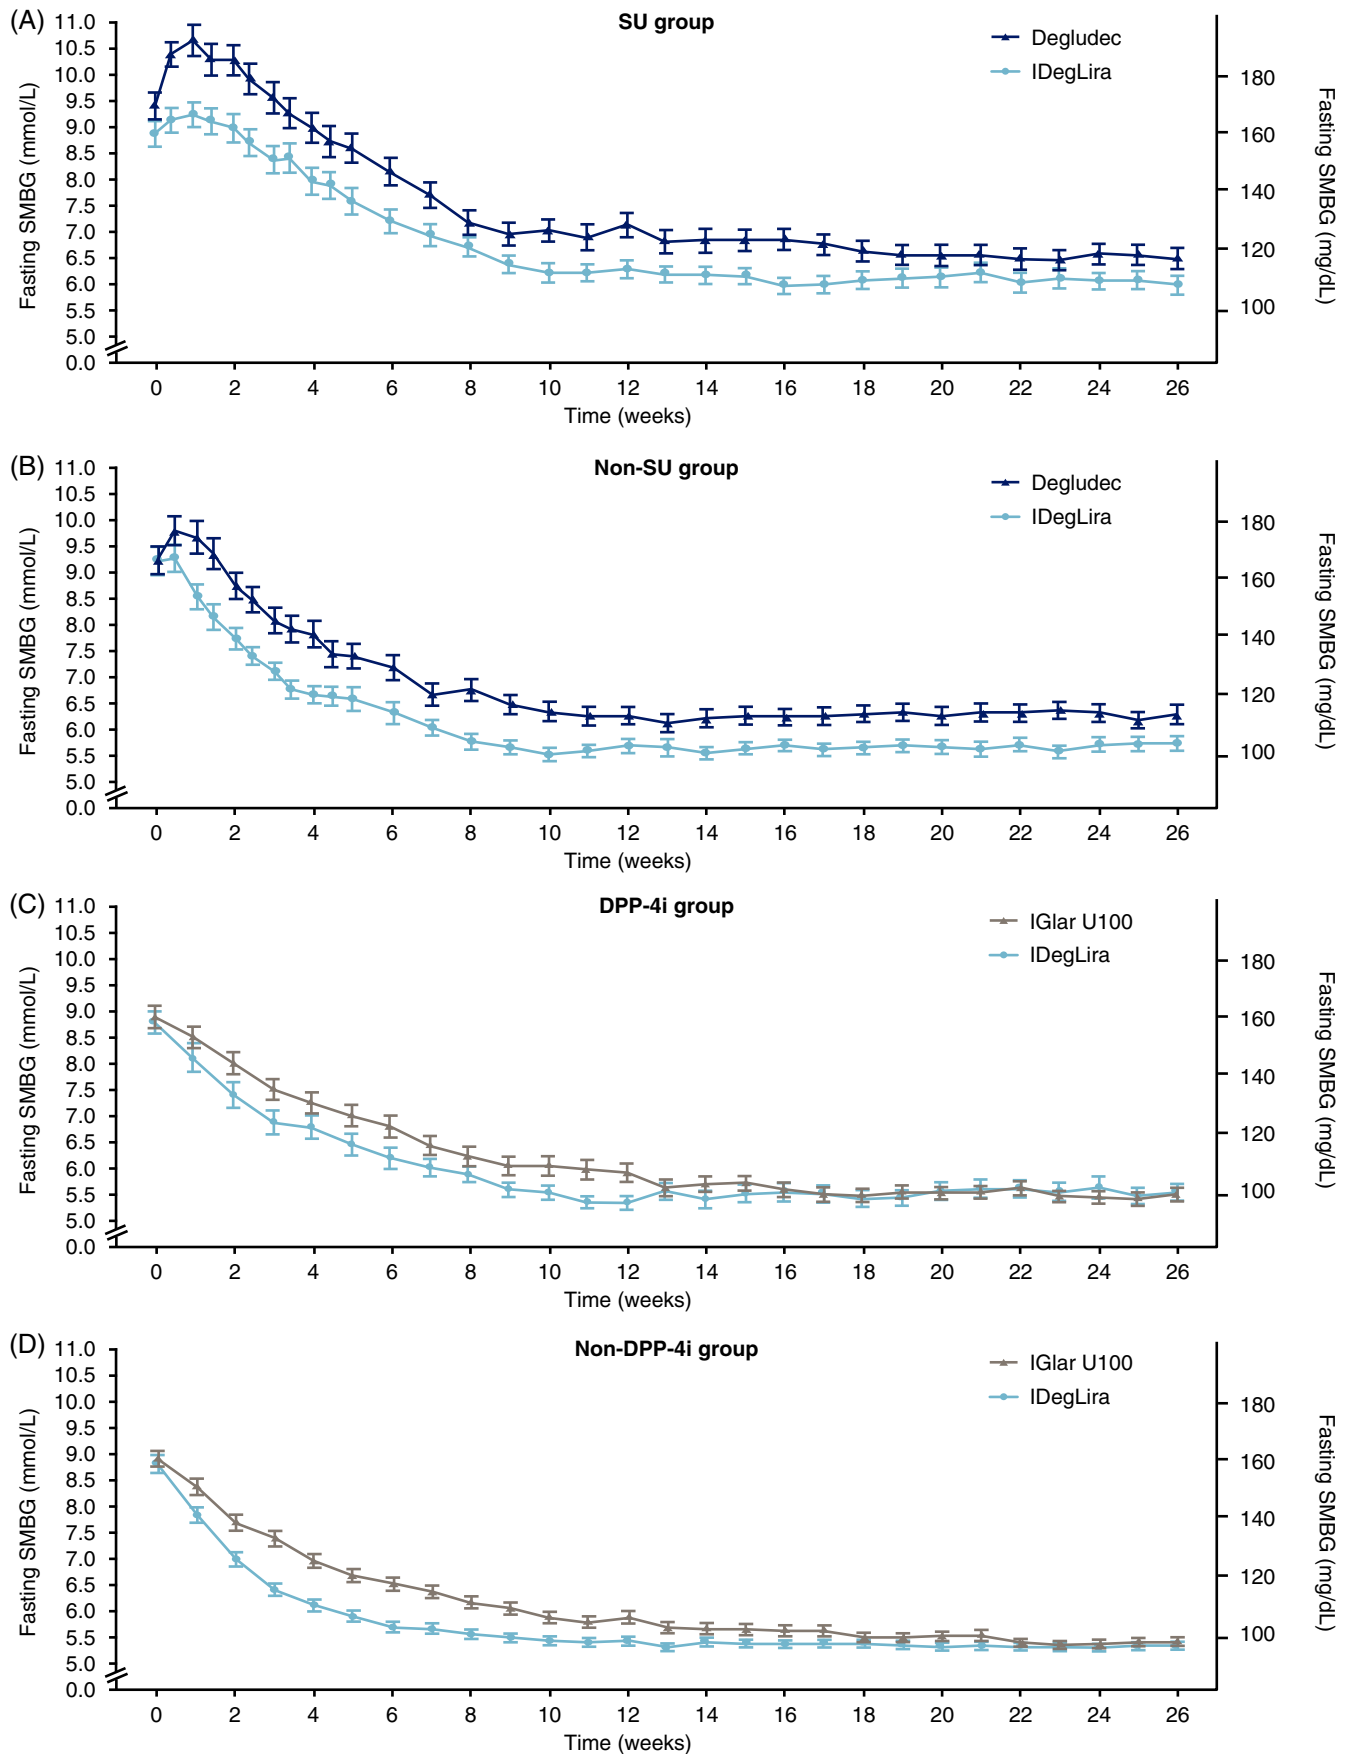 (A)
SU group
Degludec
IDegLira
Fasting SMBG (mmol/L)
11.0
10.5
10.0
9.5
9.0
8.5
8.0
7.5
7.0
6.5
6.0
5.5
5.0
0.0
180
160
140
120
100
Fasting SMBG (mg/dL)
0 2 4 6 8 10 12 14 16 18 20 22 24 26
Time (weeks)
(B)
Non-SU group
Degludec
IDegLira
Fasting SMBG (mmol/L)
11.0
10.5
10.0
9.5
9.0
8.5
8.0
7.5
7.0
6.5
6.0
5.5
5.0
0.0
180
160
140
120
100
Fasting SMBG (mg/dL)
0 2 4 6 8 10 12 14 16 18 20 22 24 26
Time (weeks)
(C)
DPP-4i group
IGlar U100
IDegLira
Fasting SMBG (mmol/L)
11.0
10.5
10.0
9.5
9.0
8.5
8.0
7.5
7.0
6.5
6.0
5.5
5.0
0.0
180
160
140
120
100
Fasting SMBG (mg/dL)
0 2 4 6 8 10 12 14 16 18 20 22 24 26
Time (weeks)
(D)
Non-DPP-4i group
IGlar U100
IDegLira
Fasting SMBG (mmol/L)
11.0
10.5
10.0
9.5
9.0
8.5
8.0
7.5
7.0
6.5
6.0
5.5
5.0
0.0
180
160
140
120
100
Fasting SMBG (mg/dL)
0 2 4 6 8 10 12 14 16 18 20 22 24 26
Time (weeks)